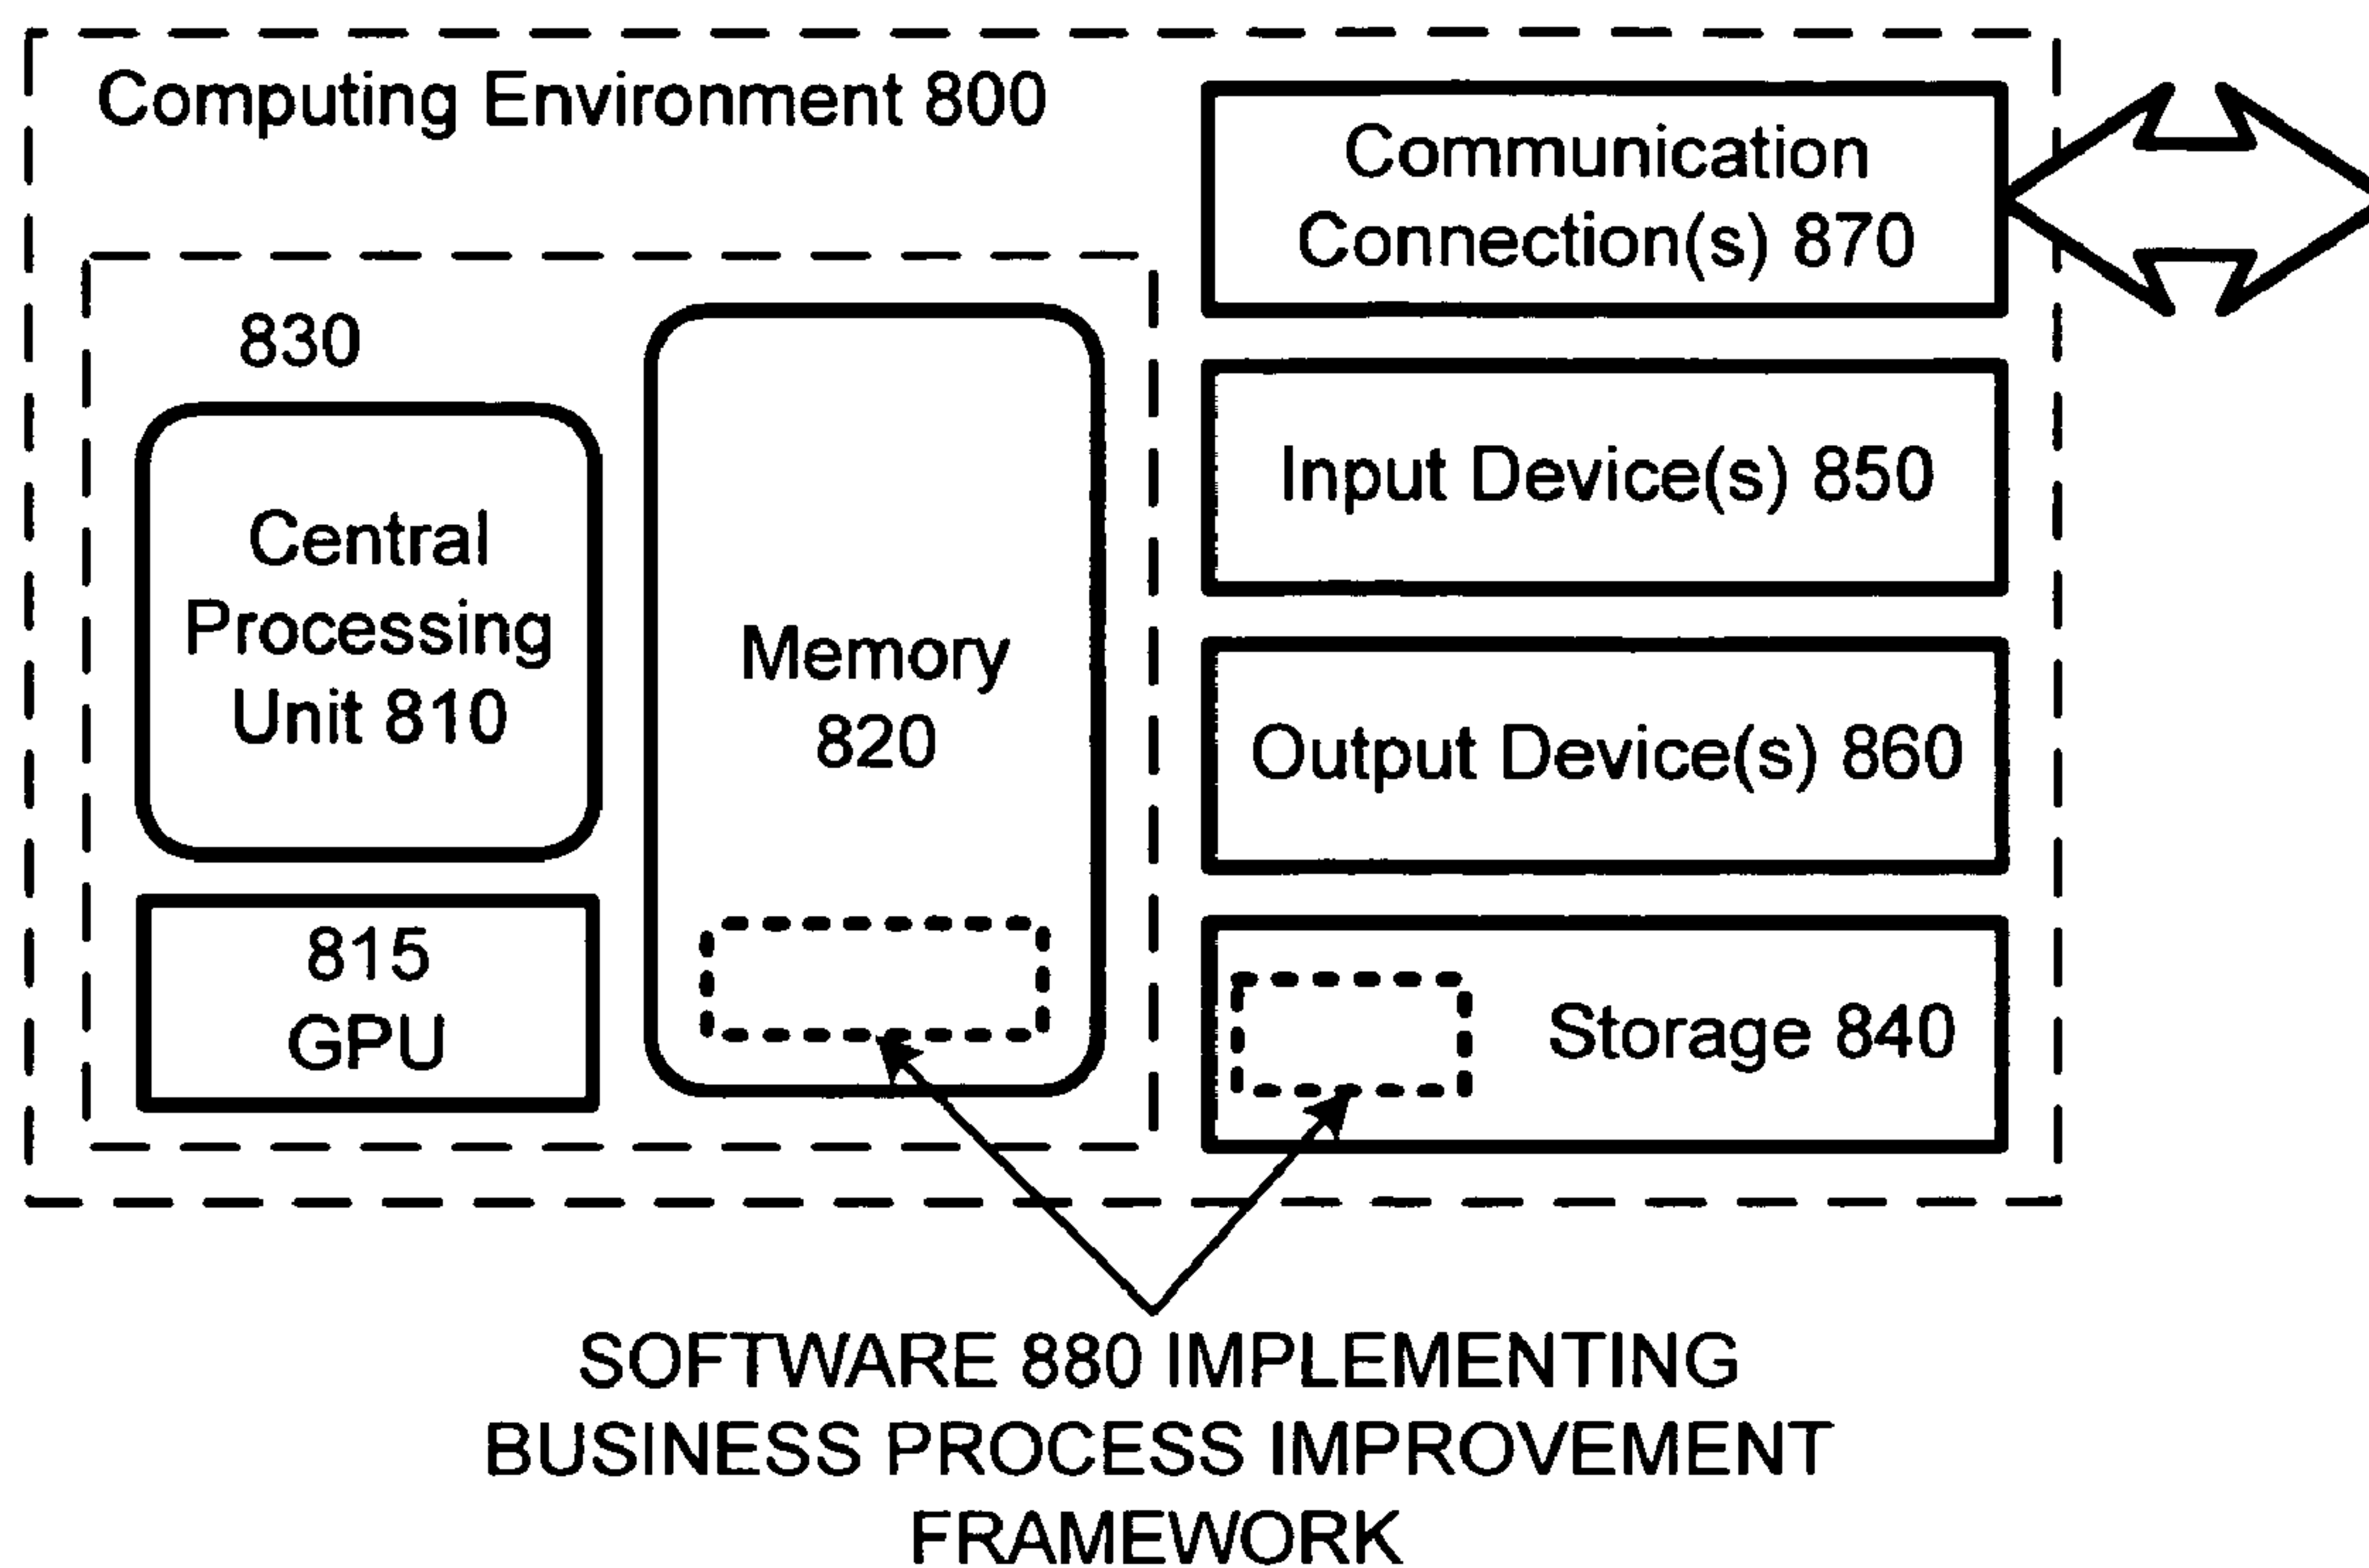 Computing Environment 800
Communication
Connection(s) 870
830
Input Device(s) 850
Central
Processing
Unit 810
Memory
820
Output Device(s) 860
815
GPU
Storage 840
SOFTWARE 880 IMPLEMENTING
BUSINESS PROCESS IMPROVEMENT
FRAMEWORK